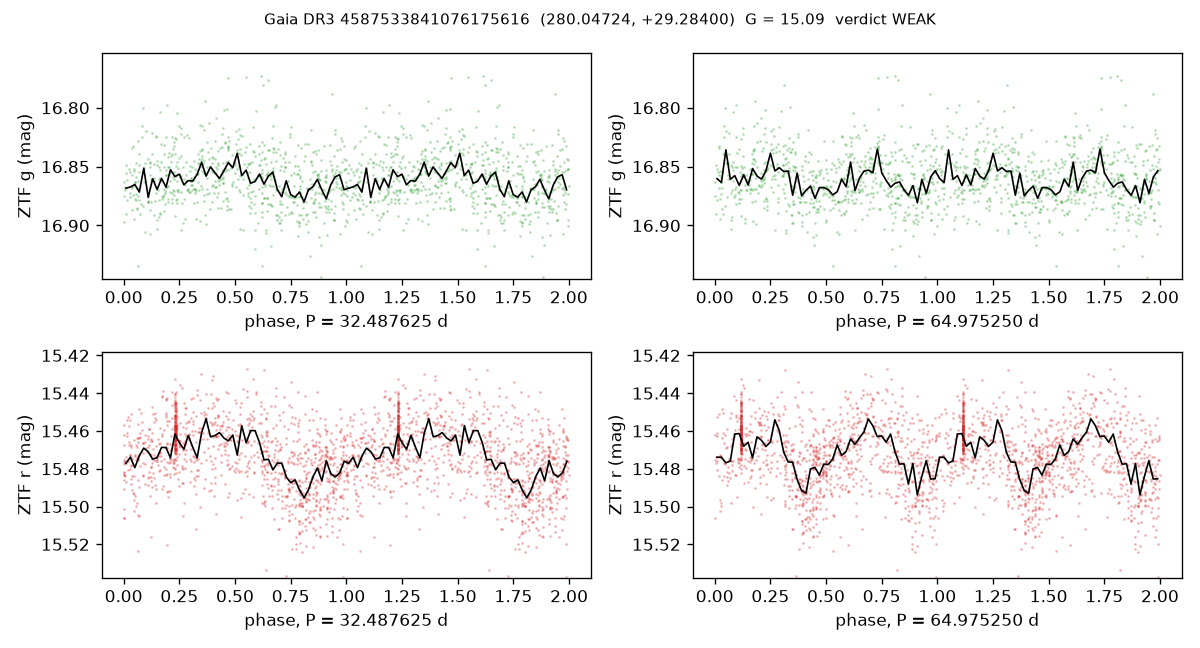 Gaia DR3 4587533841076175616  (280.04724, +29.28400)  G = 15.09  verdict WEAK
ZTF g (mag)
16.80
16.85
16.90
0.00 0.25 0.50 0.75 1.00 1.25 1.50 1.75 2.00
phase, P = 32.487625 d
ZTF g (mag)
16.80
16.85
16.90
0.00 0.25 0.50 0.75 1.00 1.25 1.50 1.75 2.00
phase, P = 64.975250 d
ZTF r (mag)
15.42
15.44
15.46
15.48
15.50
15.52
0.00 0.25 0.50 0.75 1.00 1.25 1.50 1.75 2.00
phase, P = 32.487625 d
ZTF r (mag)
15.42
15.44
15.46
15.48
15.50
15.52
0.00 0.25 0.50 0.75 1.00 1.25 1.50 1.75 2.00
phase, P = 64.975250 d